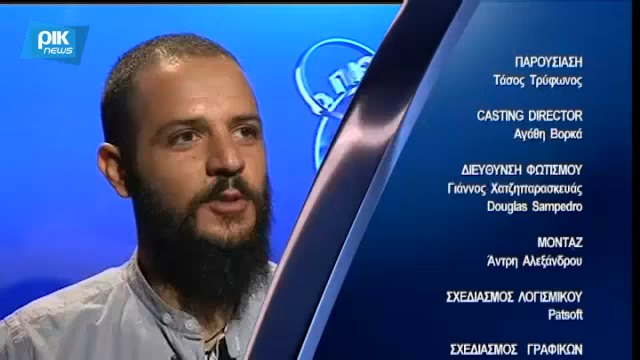 ΡΙΚ
news
ΠΑΡΟΥΣΙΑΣΗ
Τάσος Τρύφωνος
CASTING DIRECTOR
Αγάθη Βορκά
ΔΙΕΥΘΥΝΣΗ ΦΩΤΙΣΜΟΥ
Γιάννος Χατζηπαρασκευάς
Douglas Sampedro
ΜΟΝΤΑΖ
Άντρη Αλεξάνδρου
ΣΧΕΔΙΑΣΜΟΣ ΛΟΓΙΣΜΙΚΟΥ
Patsoft
ΣΧΕΔΙΑΣΜΟΣ ΓΡΑΦΙΚΩΝ